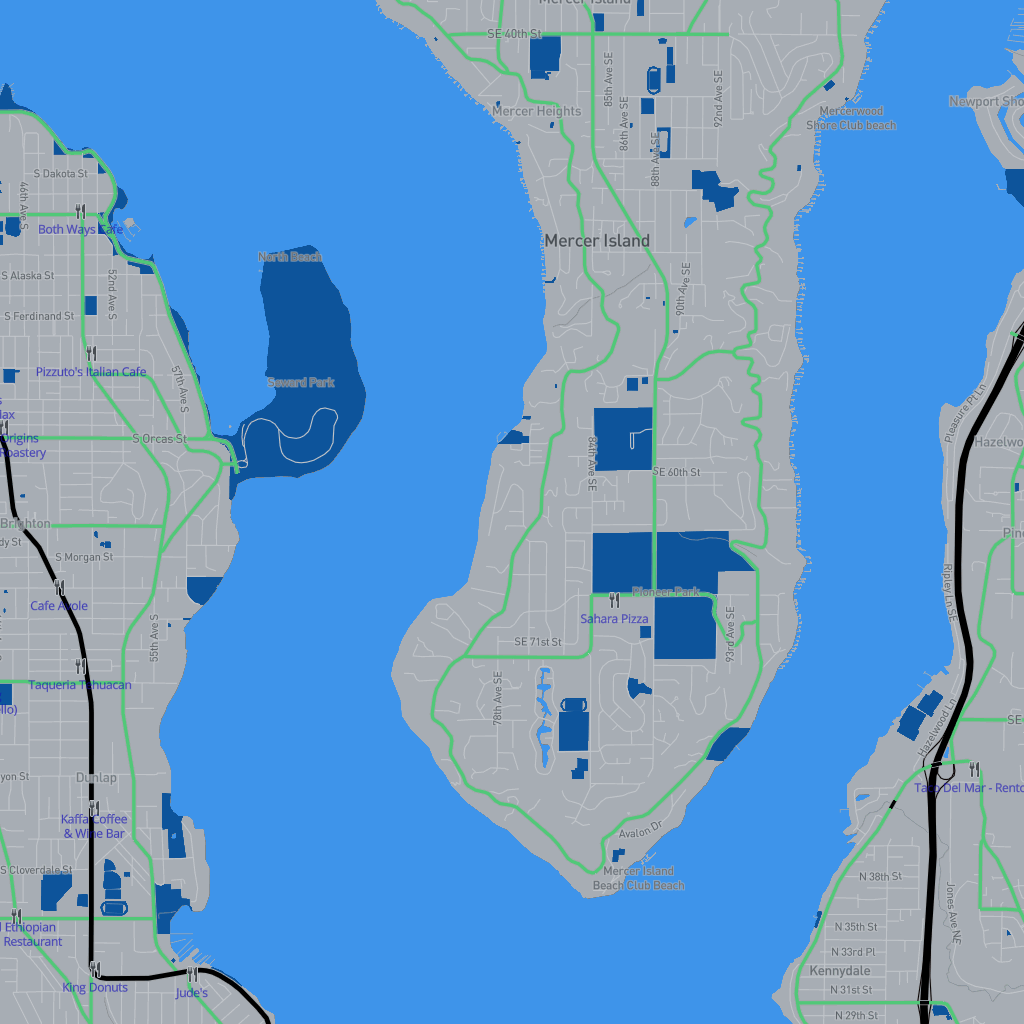 Mercer Island
SE 40th St
85th Ave SE
92nd Ave SE
86th Ave SE
88th Ave SE
Mercer Heights
Mercerwood
Shore Club beach
Newport Sho
S Dakota St
46th Ave S
Both Ways Cafe
Mercer Island
North Beach
S Alaska St
52nd Ave S
90th Ave SE
S Ferdinand St
Pizzuto's Italian Cafe
57th Ave S
Seward Park
Pleasure Pt Ln
lax
Origins
Roastery
S Orcas St
84th Ave SE
SE 60th St
Hazelwo
Brighton
dy St
S Morgan St
Pine
Cafe Avole
Pioneer Park
Sahara Pizza
Ripley Ln SE
55th Ave S
SE 71st St
93rd Ave SE
Taqueria Tehuacan
llo)
78th Ave SE
Hazelwood Ln
SE
yon St
Dunlap
Taco Del Mar - Rento
Kaffa Coffee
& Wine Bar
Avalon Dr
S Cloverdale St
Mercer Island
Beach Club Beach
N 38th St
Jones Ave NE
l Ethiopian
Restaurant
N 35th St
N 33rd Pl
Kennydale
King Donuts
Jude's
N 31st St
N 29th St